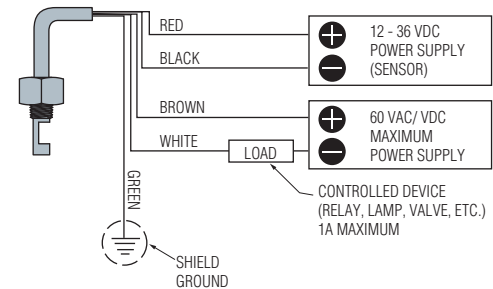 RED
12 - 36 VDC
POWER SUPPLY
(SENSOR)
BLACK
BROWN
60 VAC/ VDC
MAXIMUM
POWER SUPPLY
WHITE
LOAD
GREEN
CONTROLLED DEVICE
(RELAY, LAMP, VALVE, ETC.)
1A MAXIMUM
SHIELD
GROUND